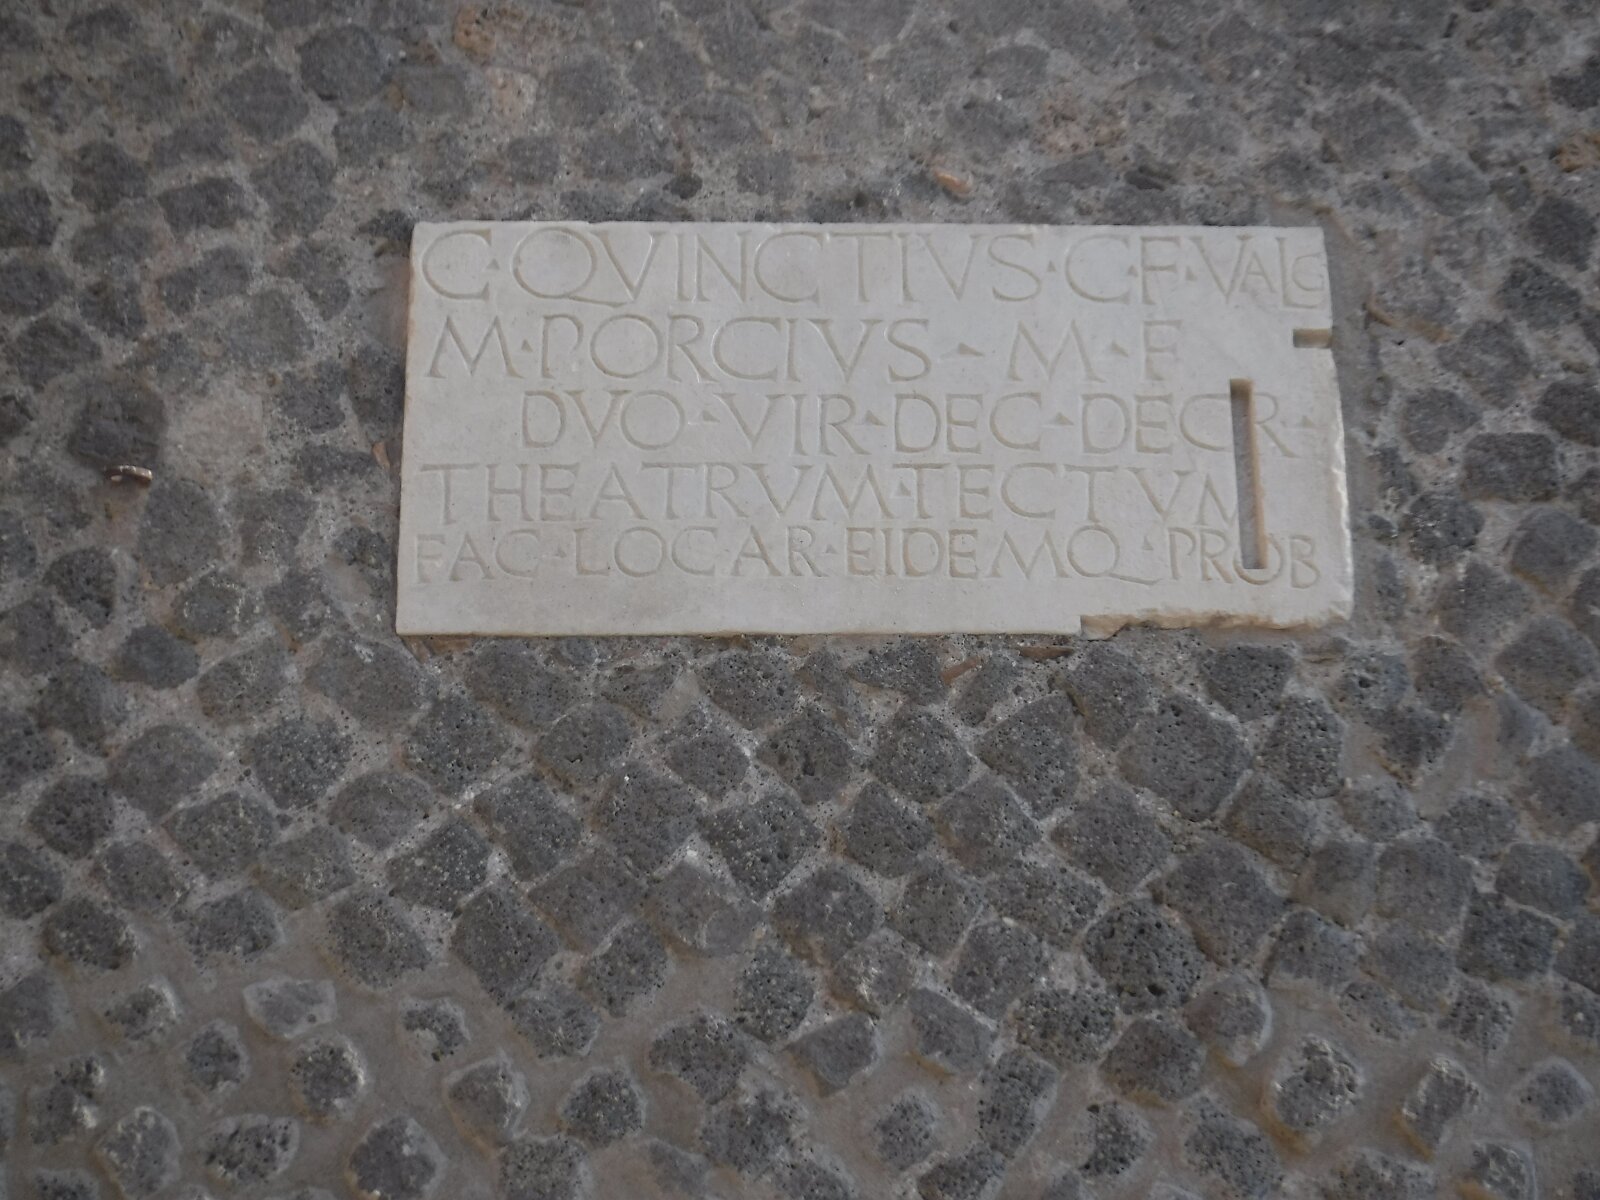 C·QVINCTIVS·C·F·VALG
M·PORCIVS·M·F
DVO·VIR·DEC·DECR·
THEATRVM·TECTVM
FAC·LOCAR·EIDEMQ·PROB